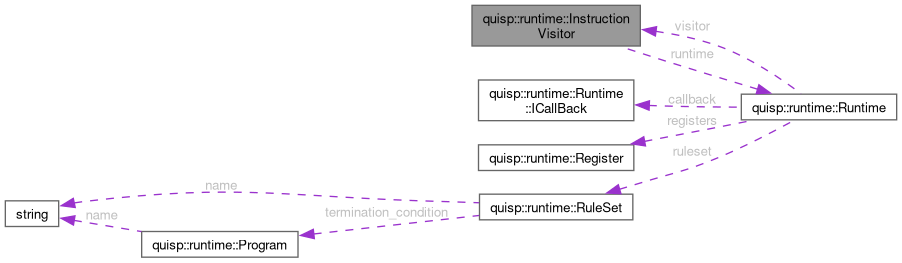 quisp::runtime::Instruction
Visitor
visitor
runtime
quisp::runtime::Runtime
::ICallBack
callback
quisp::runtime::Runtime
registers
quisp::runtime::Register
ruleset
name
quisp::runtime::RuleSet
string
name
termination_condition
quisp::runtime::Program